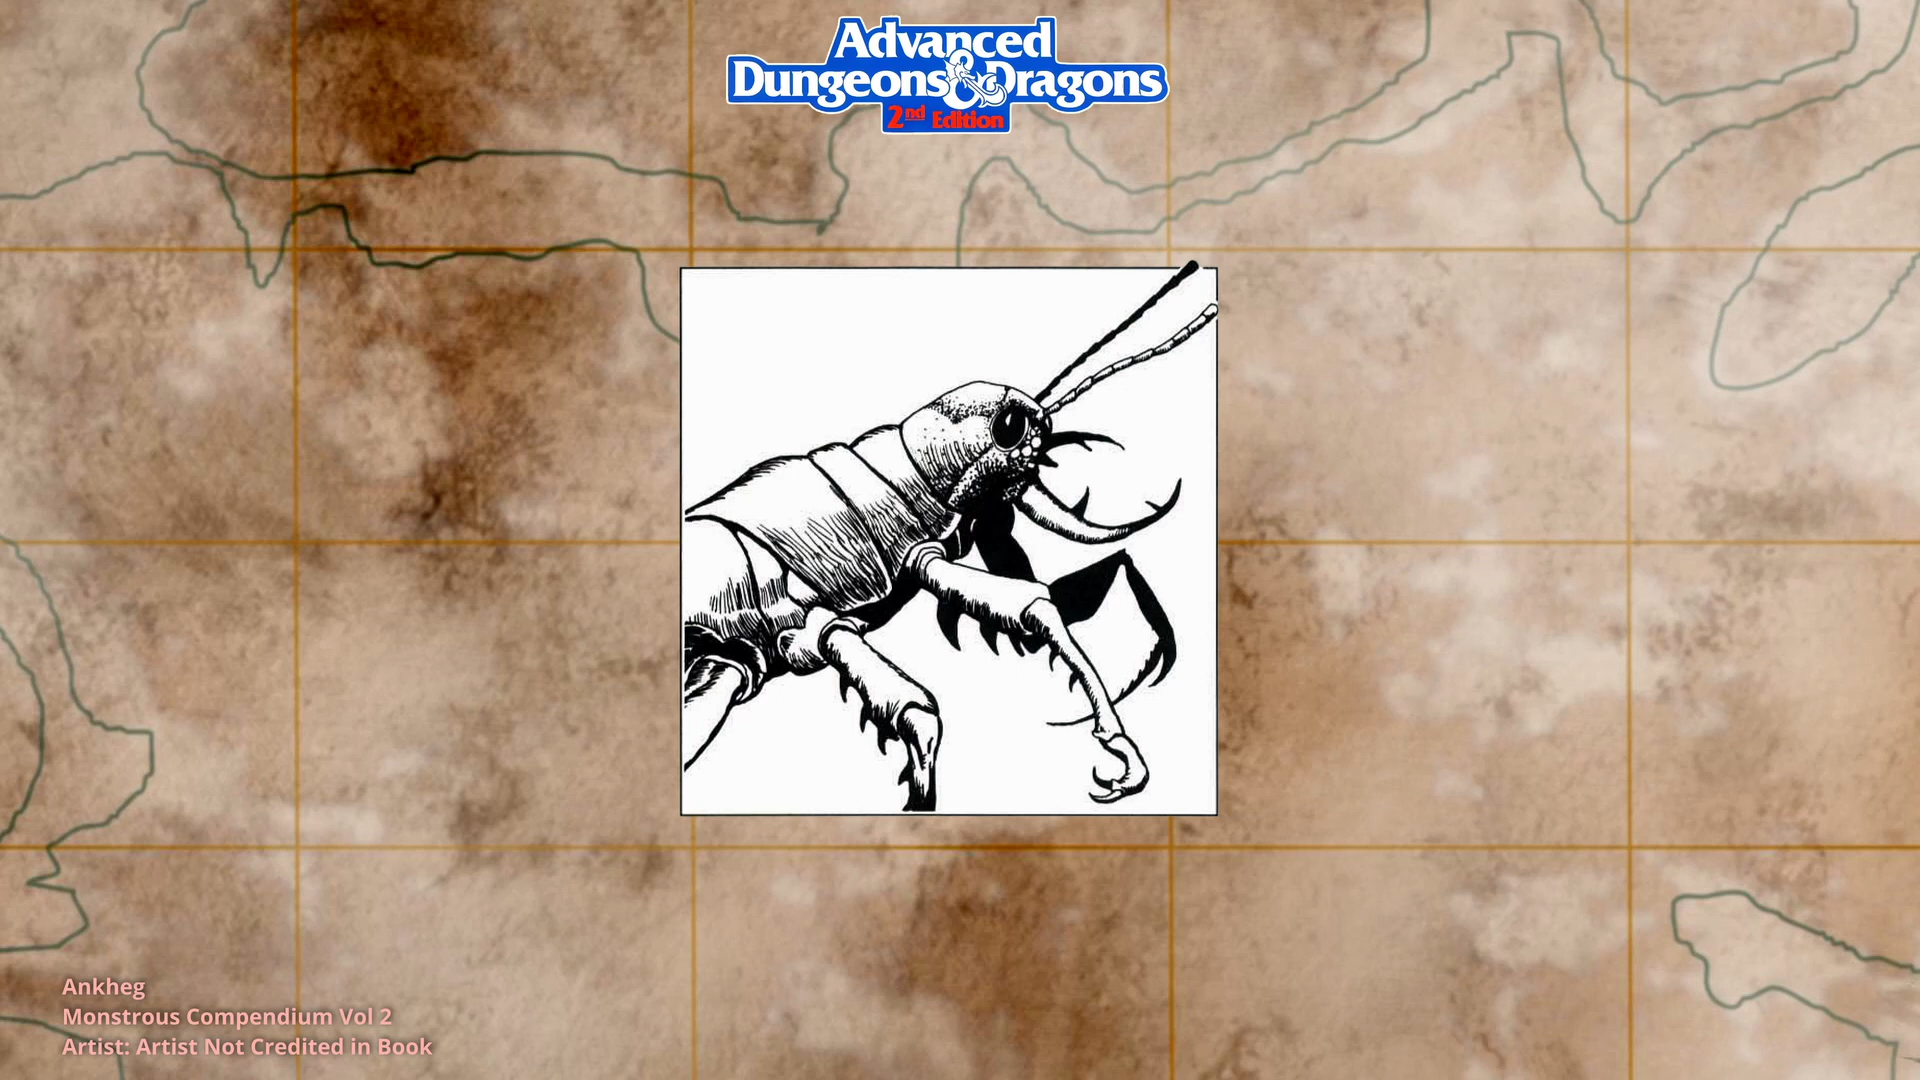 Advanced
Dungeons & Dragons
2nd Edition
Ankheg
Monstrous Compendium Vol 2
Artist: Artist Not Credited in Book